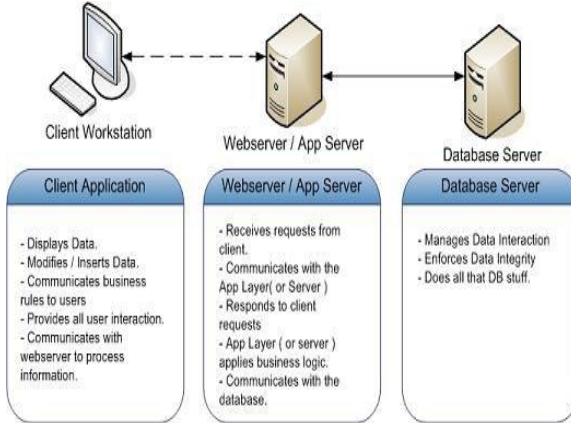 Client Workstation
Webserver / App Server
Database Server
Client Application
- Displays Data.
- Modifies / Inserts Data.
- Communicates business
rules to users
- Provides all user interaction.
- Communicates with
webserver to process
information.
Webserver / App Server
- Receives requests from
client.
- Communicates with the
App Layer( or Server )
- Responds to client
requests
- App Layer ( or server )
applies business logic.
- Communicates with the
database.
Database Server
- Manages Data Interaction
- Enforces Data Integrity
- Does all that DB stuff.